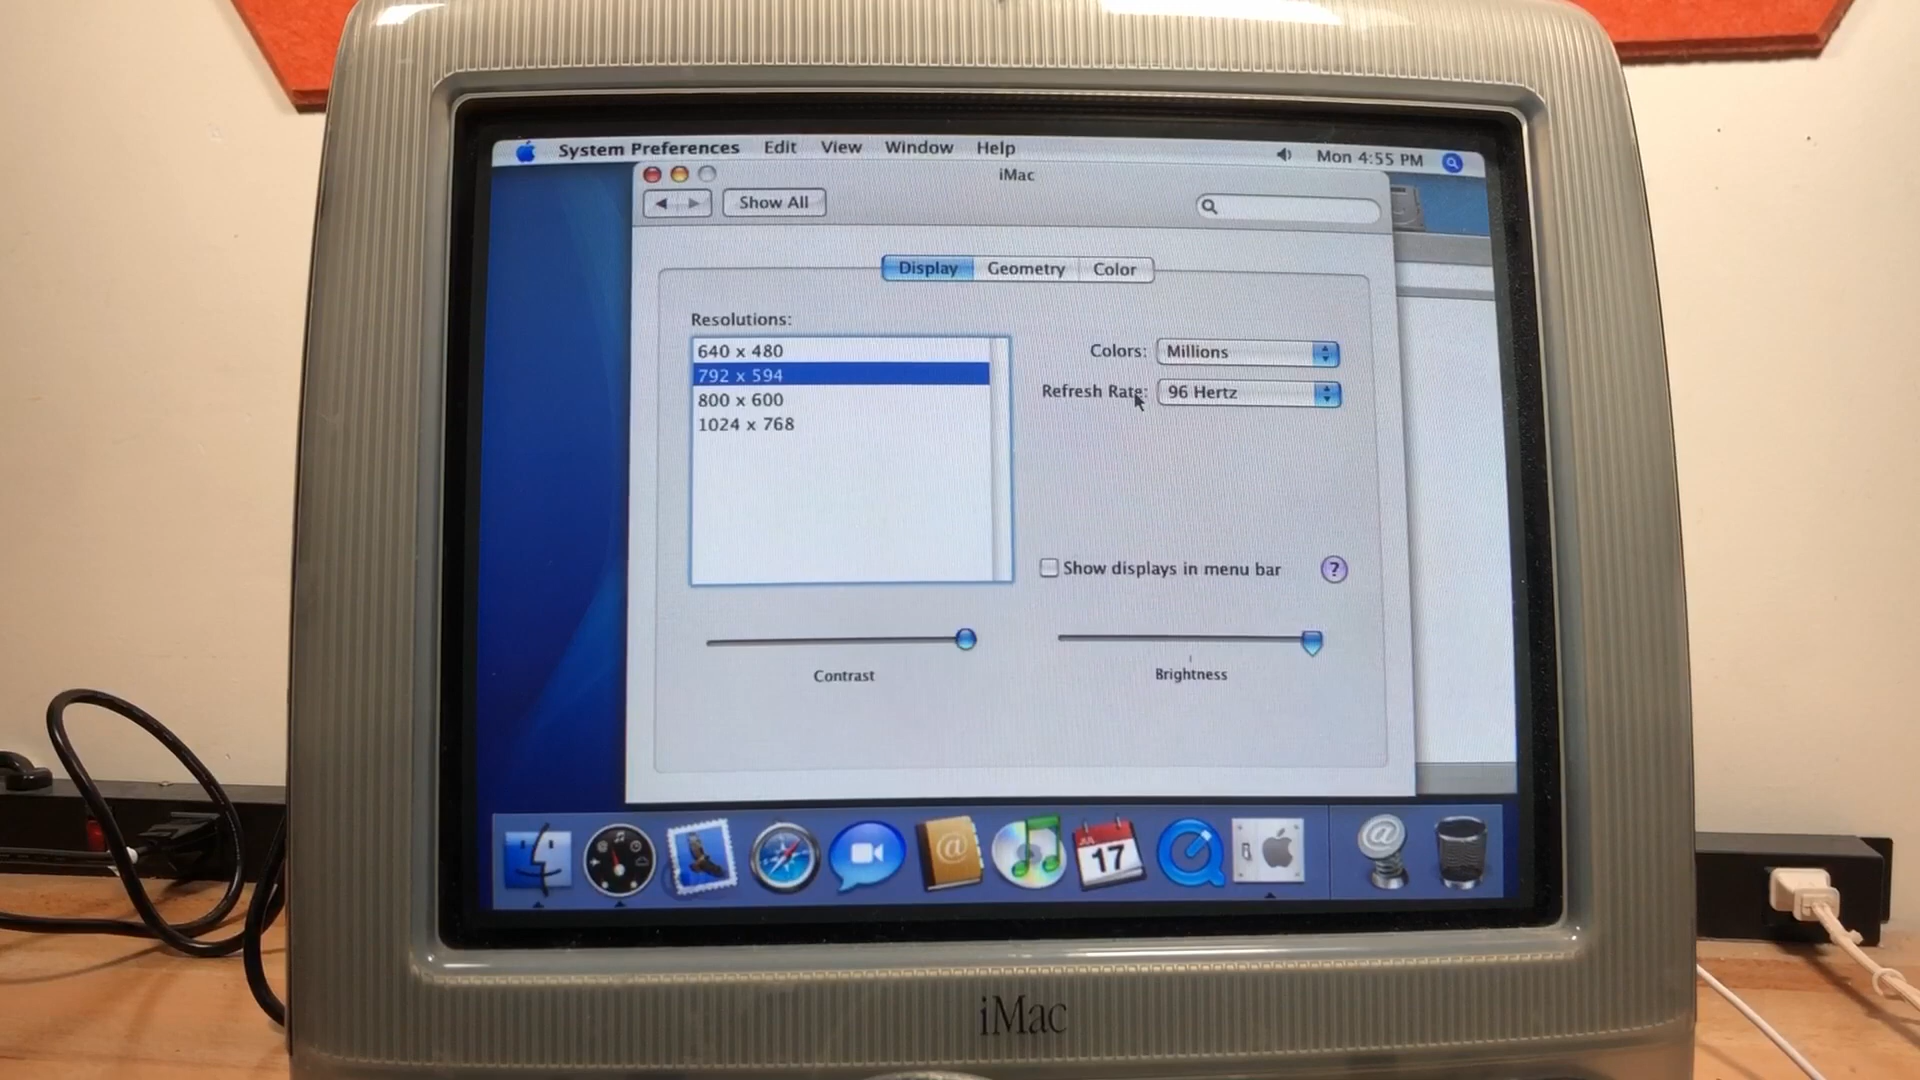 System Preferences Edit View Window Help Mon 4:55 PM
iMac
Show All
Display Geometry Color
Resolutions:
640 x 480
792 x 594
800 x 600
1024 x 768
Colors: Millions
Refresh Rate: 96 Hertz
Show displays in menu bar ?
Contrast
Brightness
@ @
JUL
17
iMac